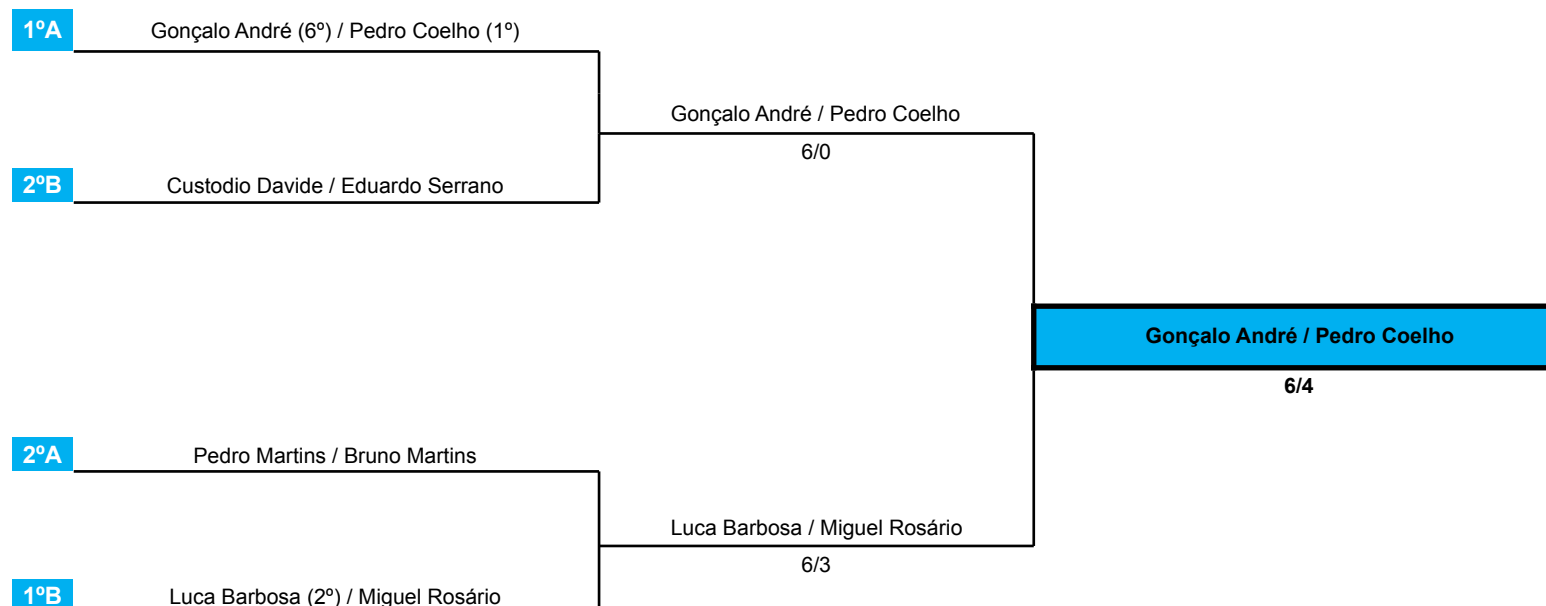 1ºA
Gonçalo André (6º) / Pedro Coelho (1º)
Gonçalo André / Pedro Coelho
6/0
2ºB
Custodio Davide / Eduardo Serrano
Gonçalo André / Pedro Coelho
6/4
2ºA
Pedro Martins / Bruno Martins
Luca Barbosa / Miguel Rosário
6/3
1ºB
Luca Barbosa (2º) / Miguel Rosário